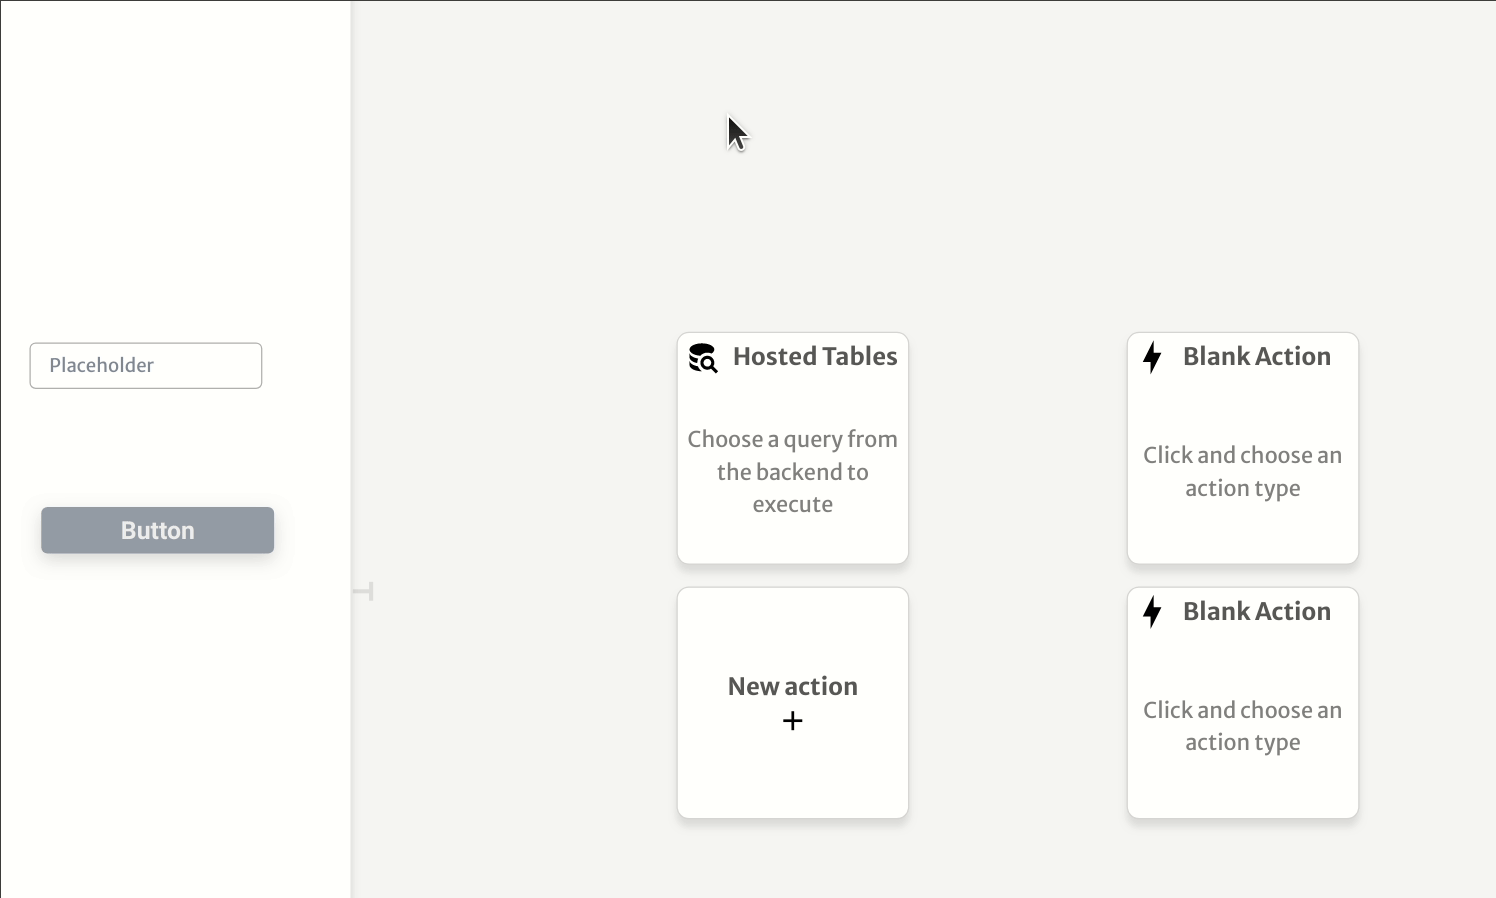 Placeholder
Button
Hosted Tables
Choose a query from
the backend to
execute
Blank Action
Click and choose an
action type
New action
+
Blank Action
Click and choose an
action type